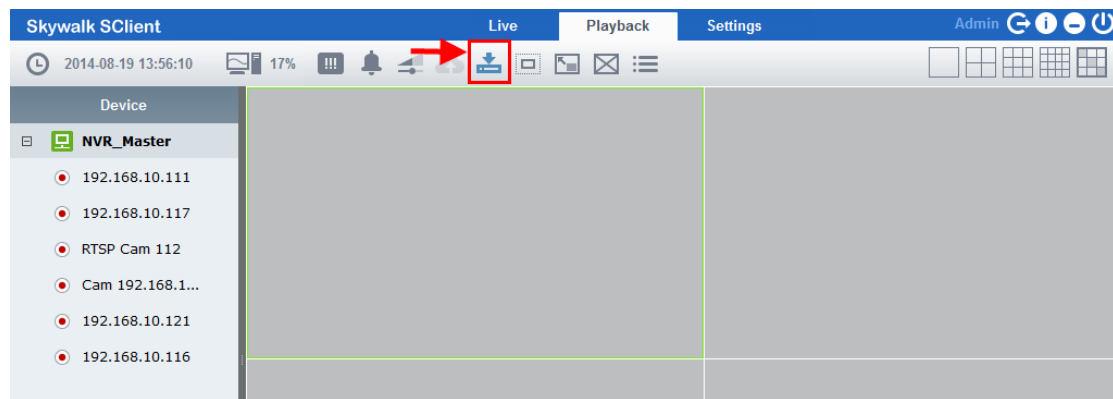 Skywalk SClient Live Playback Settings Admin
2014-08-19 13:56:10 17%
Device
NVR_Master
192.168.10.111
192.168.10.117
RTSP Cam 112
Cam 192.168.1...
192.168.10.121
192.168.10.116